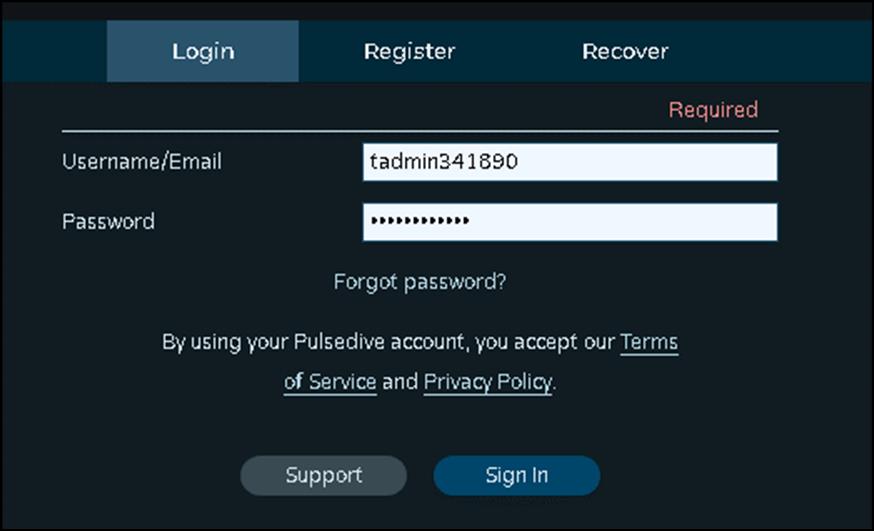 Login Register Recover
Required
Username/Email tadmin341890
Password ••••••••••••
Forgot password?
By using your Pulsedive account, you accept our Terms
of Service and Privacy Policy.
Support Sign In